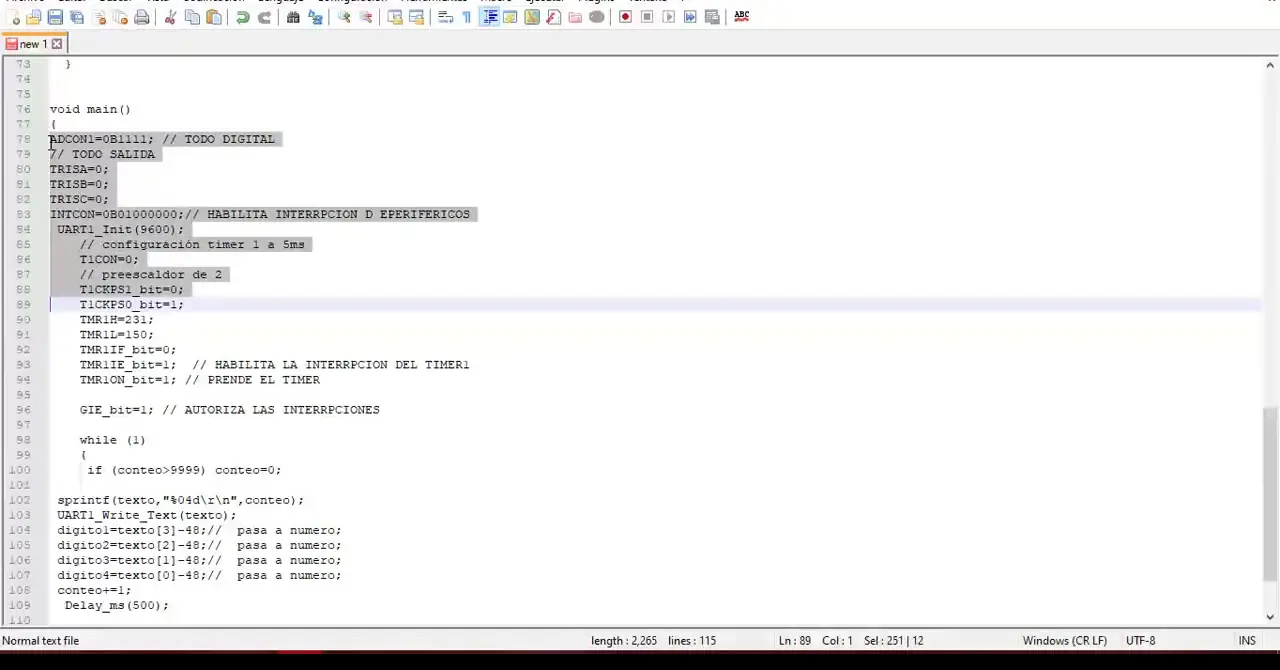 new 1
73 }
74
75
76 void main()
77 {
78 ADCON1=0B1111; // TODO DIGITAL
79 // TODO SALIDA
80 TRISA=0;
81 TRISB=0;
82 TRISC=0;
83 INTCON=0B01000000;// HABILITA INTERRPCION D EPERIFERICOS
84 UART1_Init(9600);
85 // configuración timer 1 a 5ms
86 T1CON=0;
87 // preescaldor de 2
88 T1CKPS1_bit=0;
89 T1CKPS0_bit=1;
90 TMR1H=231;
91 TMR1L=150;
92 TMR1IF_bit=0;
93 TMR1IE_bit=1; // HABILITA LA INTERRPCION DEL TIMER1
94 TMR1ON_bit=1; // PRENDE EL TIMER
95
96 GIE_bit=1; // AUTORIZA LAS INTERRPCIONES
97
98 while (1)
99 {
100 if (conteo>9999) conteo=0;
101
102 sprintf(texto,"%04d\r\n",conteo);
103 UART1_Write_Text(texto);
104 digito1=texto[3]-48;// pasa a numero;
105 digito2=texto[2]-48;// pasa a numero;
106 digito3=texto[1]-48;// pasa a numero;
107 digito4=texto[0]-48;// pasa a numero;
108 conteo+=1;
109 Delay_ms(500);
110
Normal text file length : 2,265 lines : 115 Ln : 89 Col : 1 Sel : 251 | 12 Windows (CR LF) UTF-8 INS